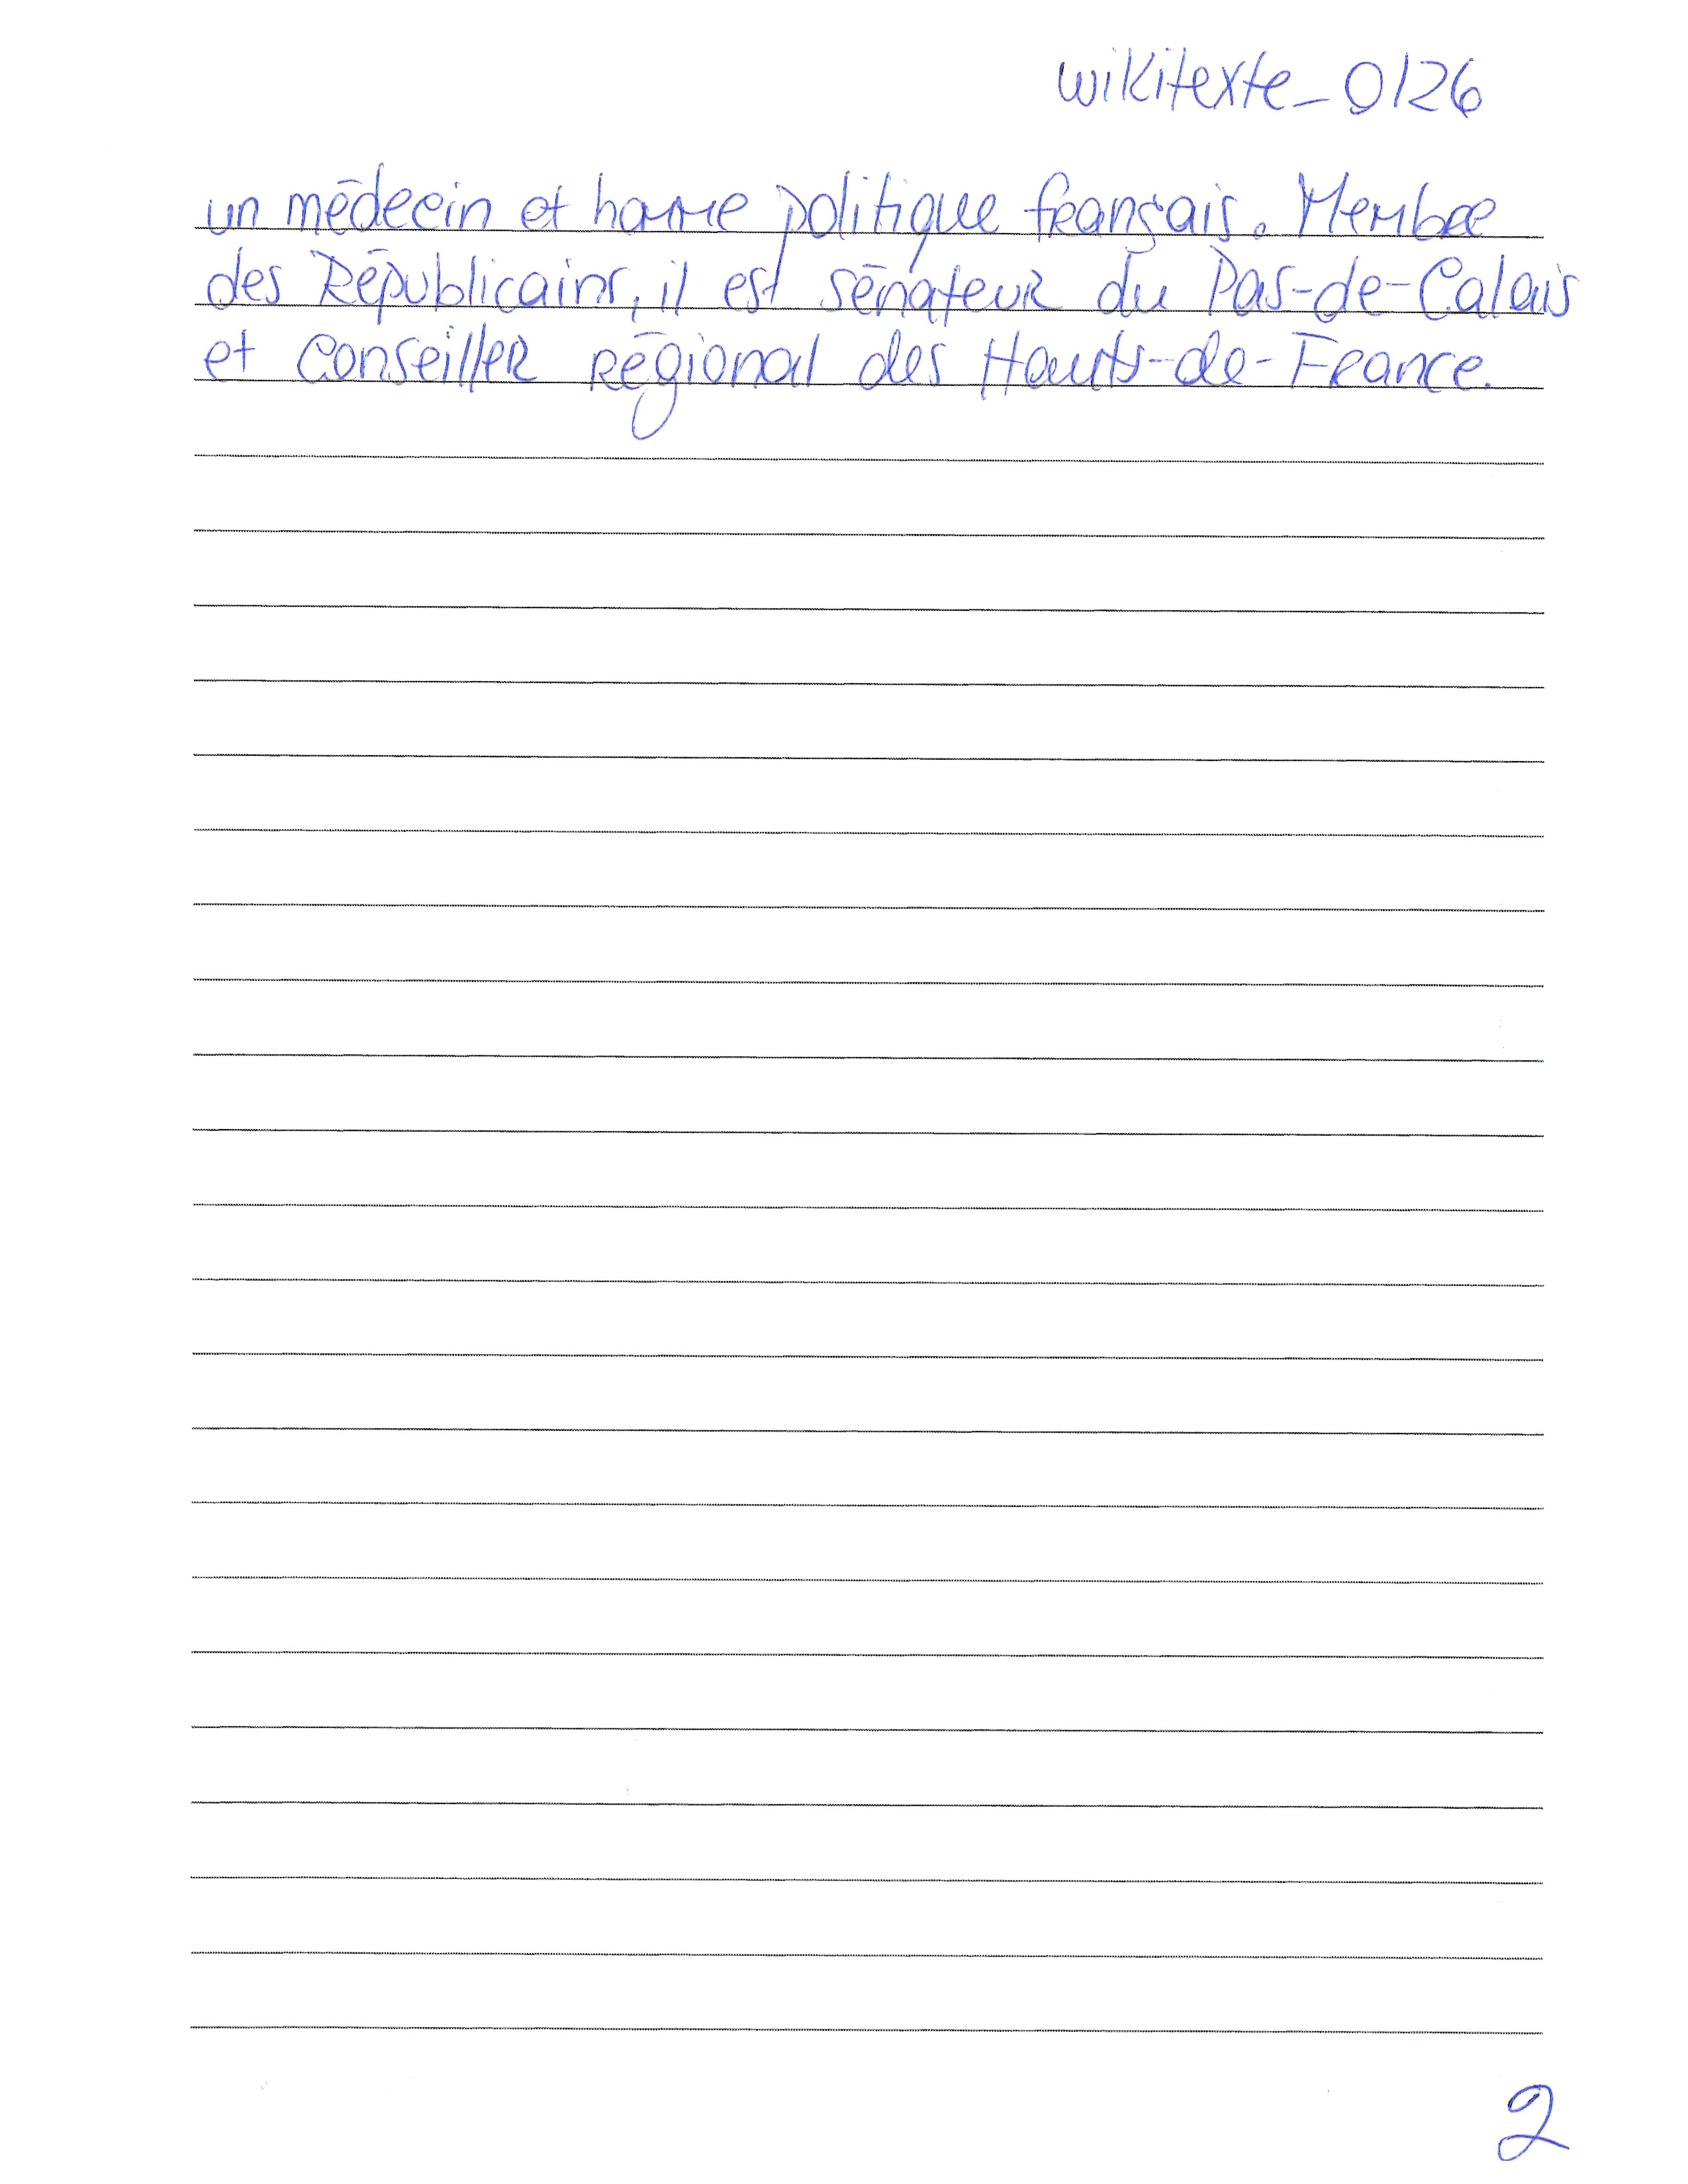 wikitexte_0126
un médecin et homme politique français. Membre
des Républicains, il est sénateur du Pas-de-Calais
et conseiller régional des Hauts-de-France.
2